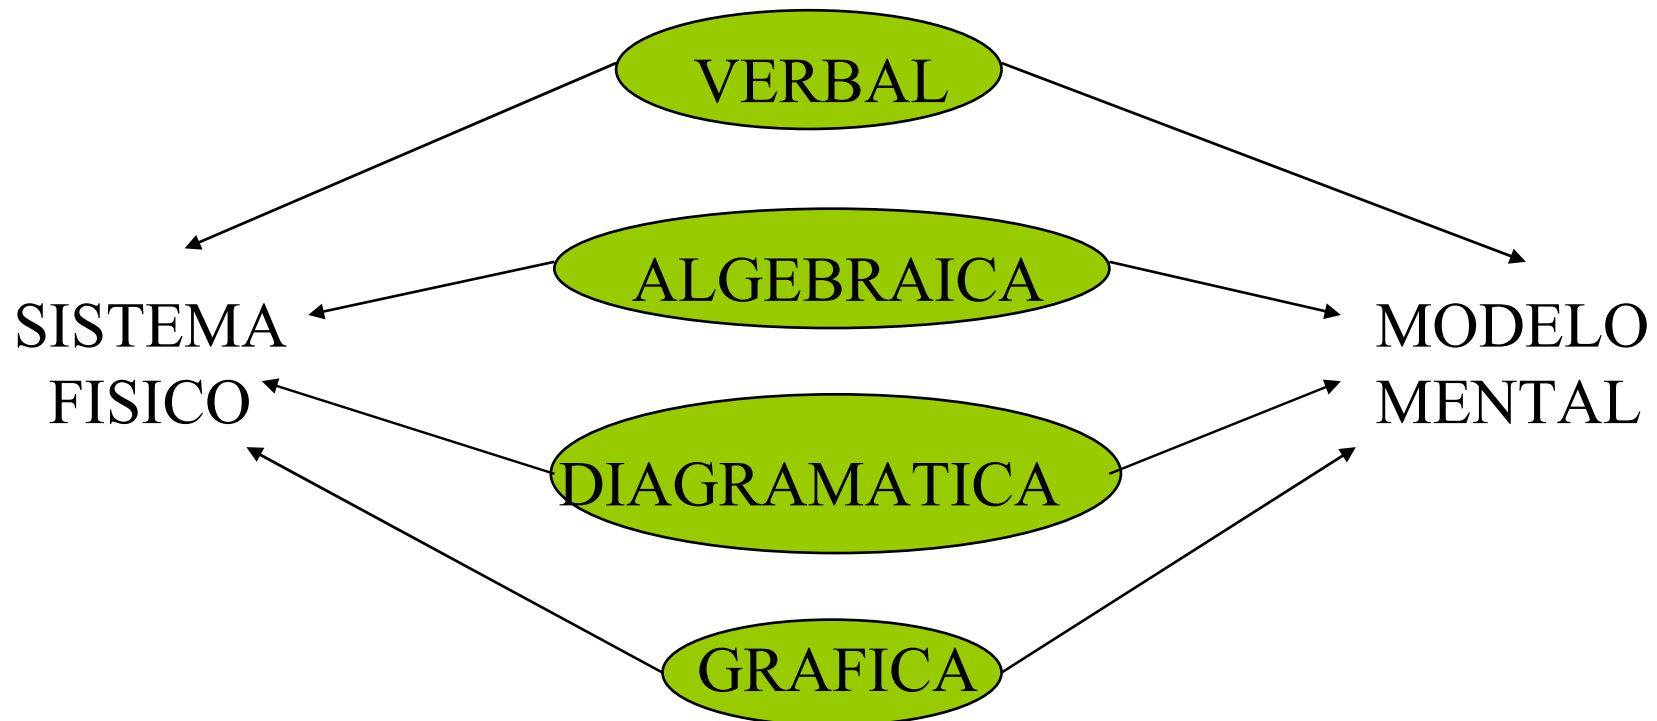 VERBAL
ALGEBRAICA
SISTEMA
FISICO
MODELO
MENTAL
DIAGRAMATICA
GRAFICA